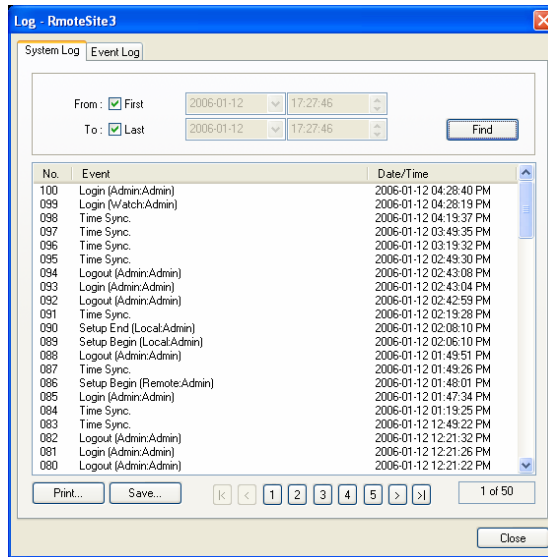 Log - RmoteSite3
System Log Event Log
From : First 2006-01-12 17:27:46
To : Last 2006-01-12 17:27:46
Find
No. Event Date/Time
100 Login (Admin:Admin) 2006-01-12 04:28:40 PM
099 Login (Watch:Admin) 2006-01-12 04:28:19 PM
098 Time Sync. 2006-01-12 04:19:37 PM
097 Time Sync. 2006-01-12 03:49:35 PM
096 Time Sync. 2006-01-12 03:19:32 PM
095 Time Sync. 2006-01-12 02:49:30 PM
094 Logout (Admin:Admin) 2006-01-12 02:43:08 PM
093 Login (Admin:Admin) 2006-01-12 02:43:04 PM
092 Logout (Admin:Admin) 2006-01-12 02:42:59 PM
091 Time Sync. 2006-01-12 02:19:28 PM
090 Setup End (Local:Admin) 2006-01-12 02:08:10 PM
089 Setup Begin (Local:Admin) 2006-01-12 02:06:10 PM
088 Logout (Admin:Admin) 2006-01-12 01:49:51 PM
087 Time Sync. 2006-01-12 01:49:26 PM
086 Setup Begin (Remote:Admin) 2006-01-12 01:48:01 PM
085 Login (Admin:Admin) 2006-01-12 01:47:34 PM
084 Time Sync. 2006-01-12 01:19:25 PM
083 Time Sync. 2006-01-12 12:49:22 PM
082 Logout (Admin:Admin) 2006-01-12 12:21:32 PM
081 Login (Admin:Admin) 2006-01-12 12:21:26 PM
080 Logout (Admin:Admin) 2006-01-12 12:21:22 PM
Print... Save... 1 2 3 4 5 1 of 50
Close